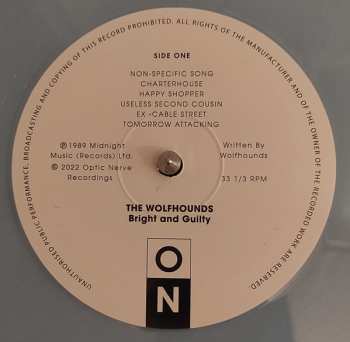 UNAUTHORISED PUBLIC PERFORMANCE, BROADCASTING AND COPYING OF THIS RECORD PROHIBITED. ALL RIGHTS OF THE MANUFACTURER AND OF THE OWNER OF THE RECORDED WORK ARE RESERVED.
SIDE ONE
NON-SPECIFIC SONG
CHARTERHOUSE
HAPPY SHOPPER
USELESS SECOND COUSIN
EX-CABLE STREET
TOMORROW ATTACKING
℗ 1989 Midnight
Music (Records) Ltd.
© 2022 Optic Nerve
Recordings
Written By
Wolfhounds
33 1/3 RPM
THE WOLFHOUNDS
Bright and Guilty
O
N